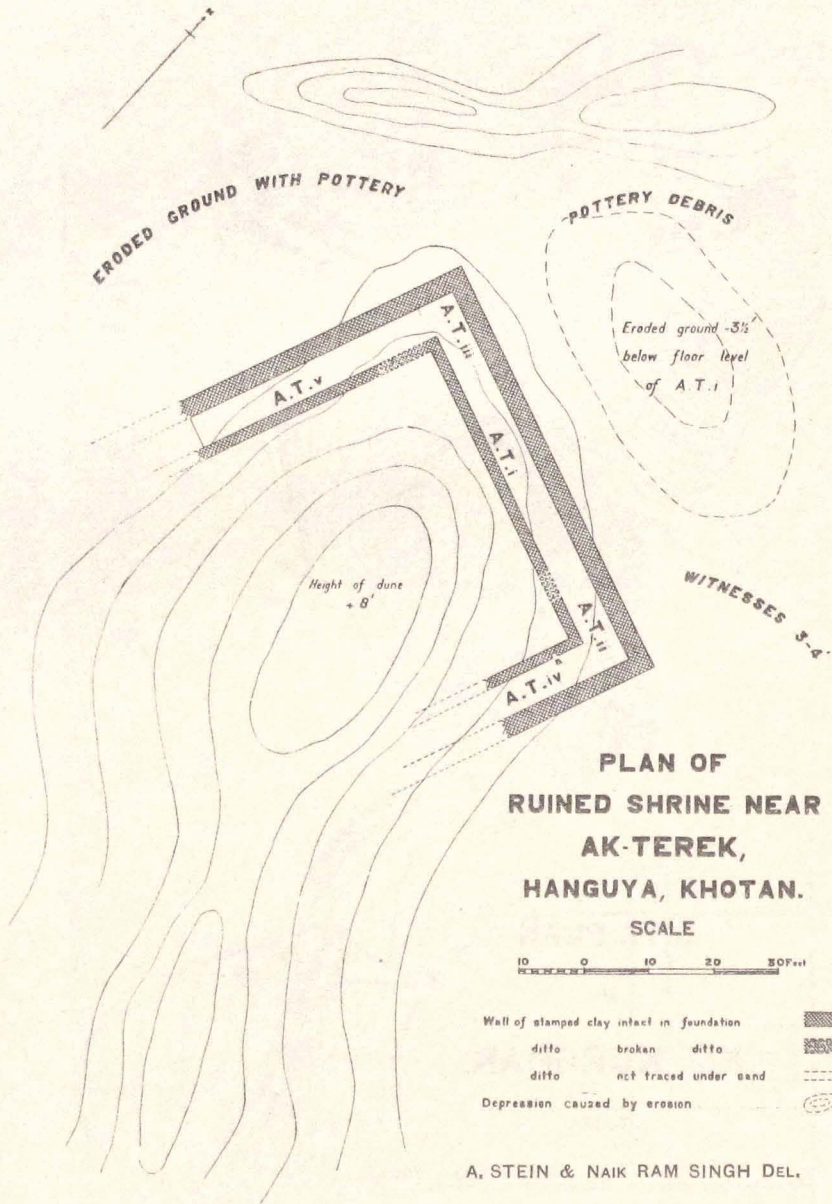 N
ERODED GROUND WITH POTTERY
POTTERY DEBRIS
Eroded ground -3½'
below floor level
of A.T.i
A.T.iii
A.T.v
A.T.i
Height of dune
+ 8'
WITNESSES 3-4'
A.T.ii
A.T.iv
PLAN OF
RUINED SHRINE NEAR
AK-TEREK,
HANGUYA, KHOTAN.
SCALE
10 0 10 20 30 Feet
Wall of stamped clay intact in foundation
ditto broken ditto
ditto not traced under sand
Depression caused by erosion
A. STEIN & NAIK RAM SINGH DEL.